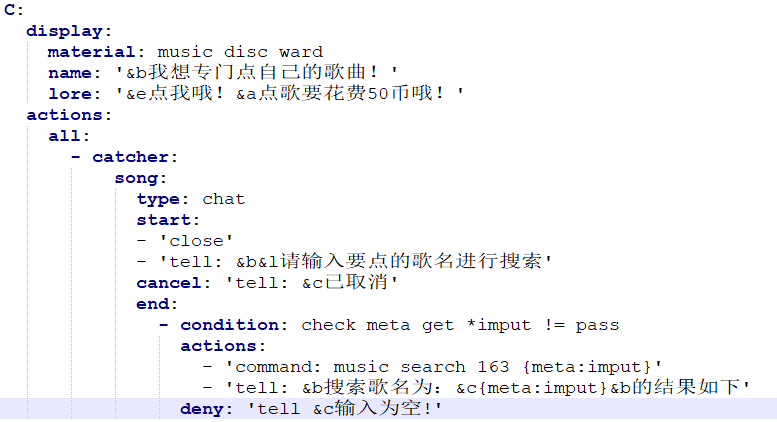 C:
  display:
    material: music disc ward
    name: '&b我想专门点自己的歌曲！'
    lore: '&e点我哦！&a点歌要花费50币哦！'
  actions:
    all:
      - catcher:
          song:
            type: chat
            start:
            - 'close'
            - 'tell: &b&l请输入要点的歌名进行搜索'
            cancel: 'tell: &c已取消'
            end:
              - condition: check meta get *imput != pass
                actions:
                  - 'command: music search 163 {meta:imput}'
                  - 'tell: &b搜索歌名为：&c{meta:imput}&b的结果如下'
                deny: 'tell &c输入为空!'